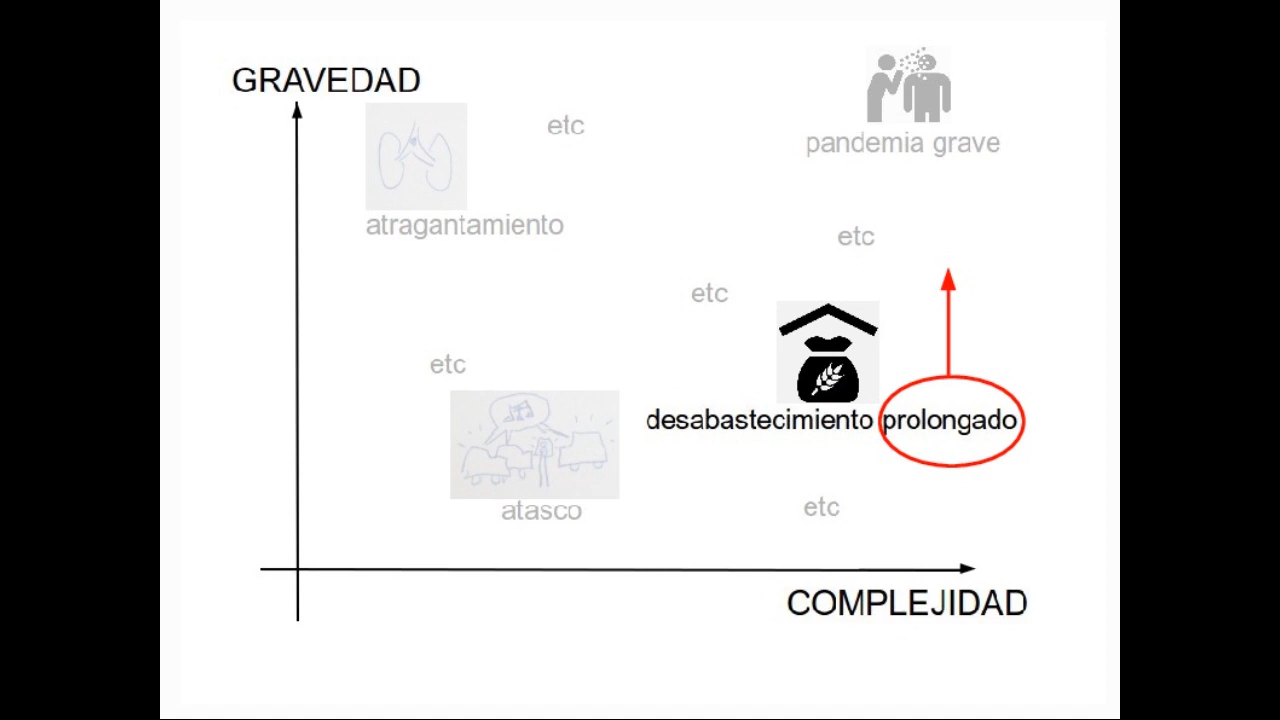 GRAVEDAD
etc
pandemia grave
atragantamiento
etc
etc
etc
desabastecimiento prolongado
atasco
etc
COMPLEJIDAD